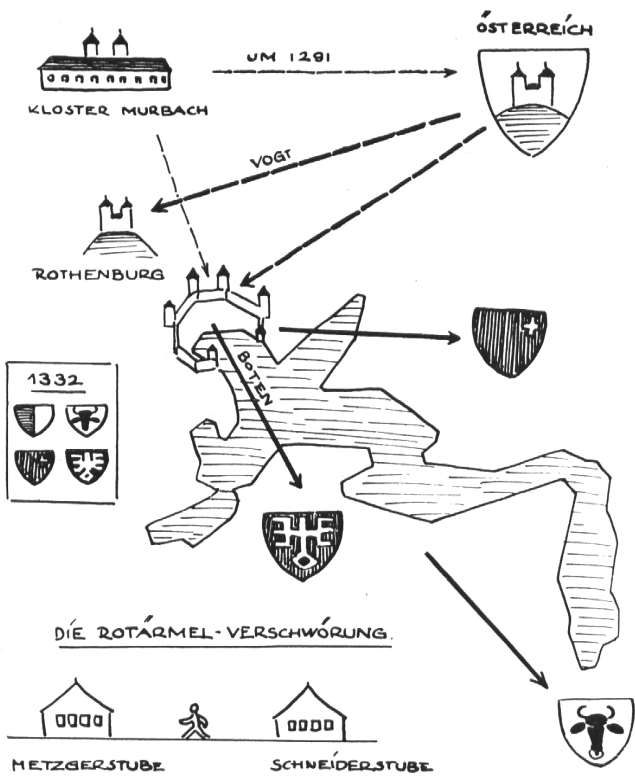 ÖSTERREICH
UM 1291
KLOSTER MURBACH
VOGT
ROTHENBURG
BOTEN
1332
DIE ROTÄRMEL-VERSCHWÖRUNG.
METZGERSTUBE
SCHNEIDERSTUBE